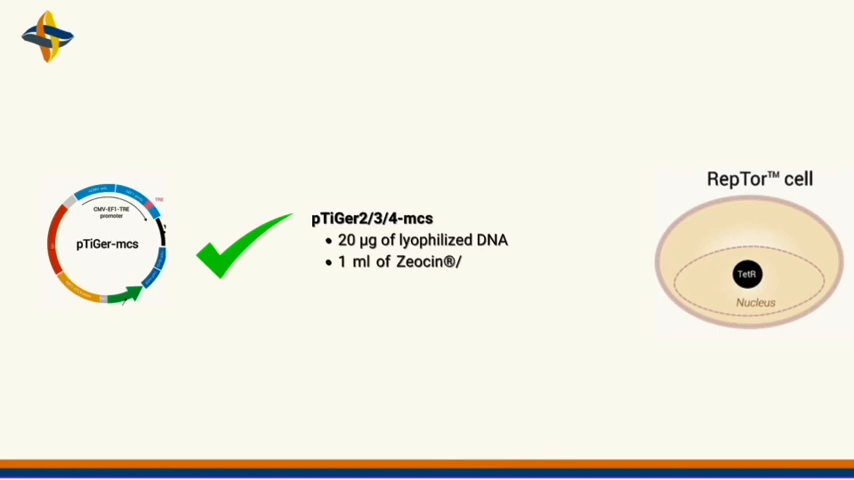 RepTor™ cell
TRE
CMV-EF1-TRE
promoter
pTiGer-mcs
pTiGer2/3/4-mcs
• 20 µg of lyophilized DNA
• 1 ml of Zeocin®/
TetR
Nucleus